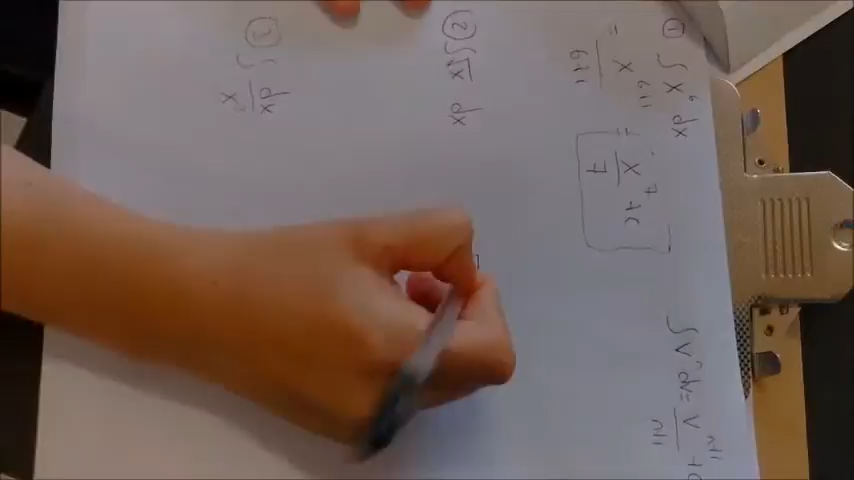 ① ∫ x⁶ dx
= x⁶⁺¹
6+1
= x⁷ + c
7
∫ vⁿ dv = vⁿ⁺¹ + c
n+1
② ∫
dx
③ ∫ dx
x